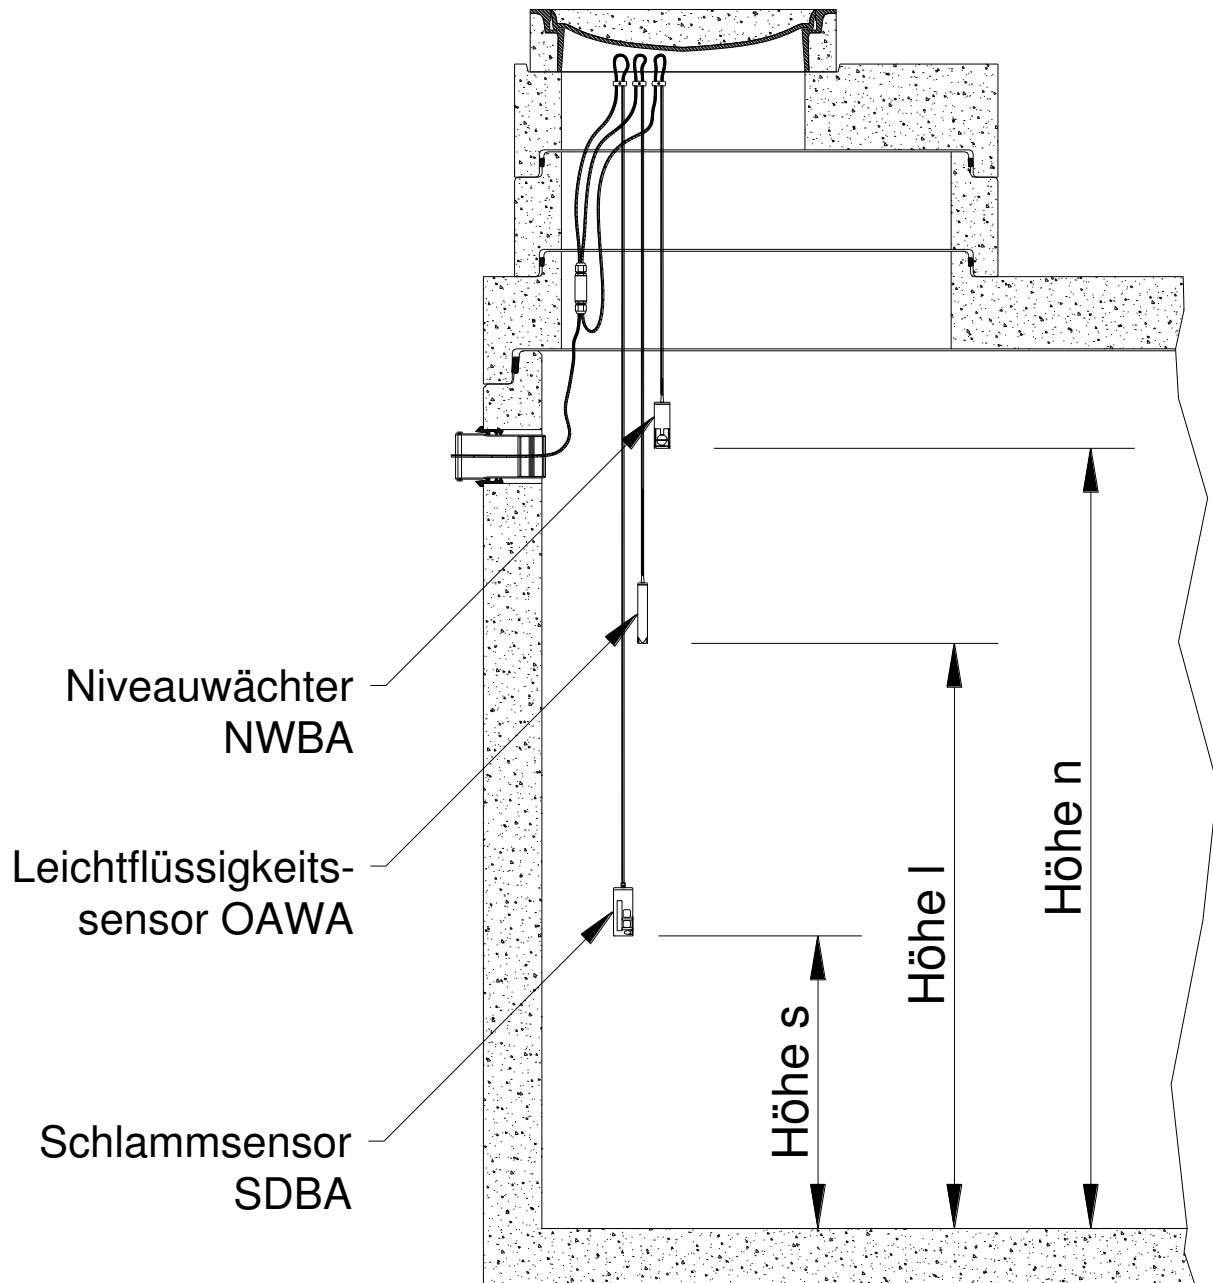 Niveauwächter
NWBA
Leichtflüssigkeits-
sensor OAWA
Schlammsensor
SDBA
Höhe s
Höhe l
Höhe n